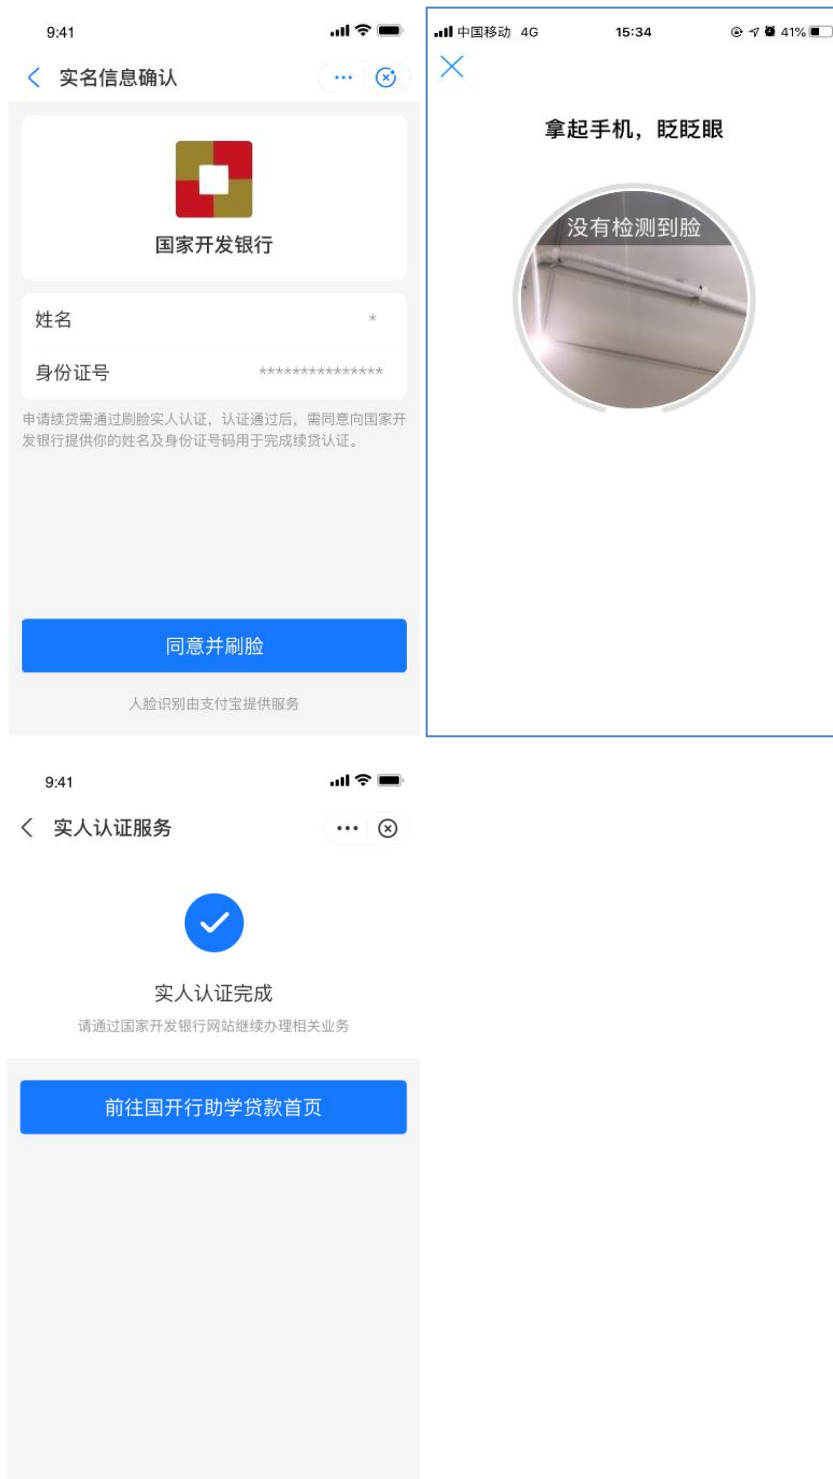 9:41
实名信息确认
国家开发银行
姓名 *
身份证号 ***************
申请续贷需通过刷脸实人认证，认证通过后，需同意向国家开
发银行提供你的姓名及身份证号码用于完成续贷认证。
同意并刷脸
人脸识别由支付宝提供服务
中国移动 4G 15:34 41%
拿起手机，眨眨眼
没有检测到脸
9:41
实人认证服务
实人认证完成
请通过国家开发银行网站继续办理相关业务
前往国开行助学贷款首页